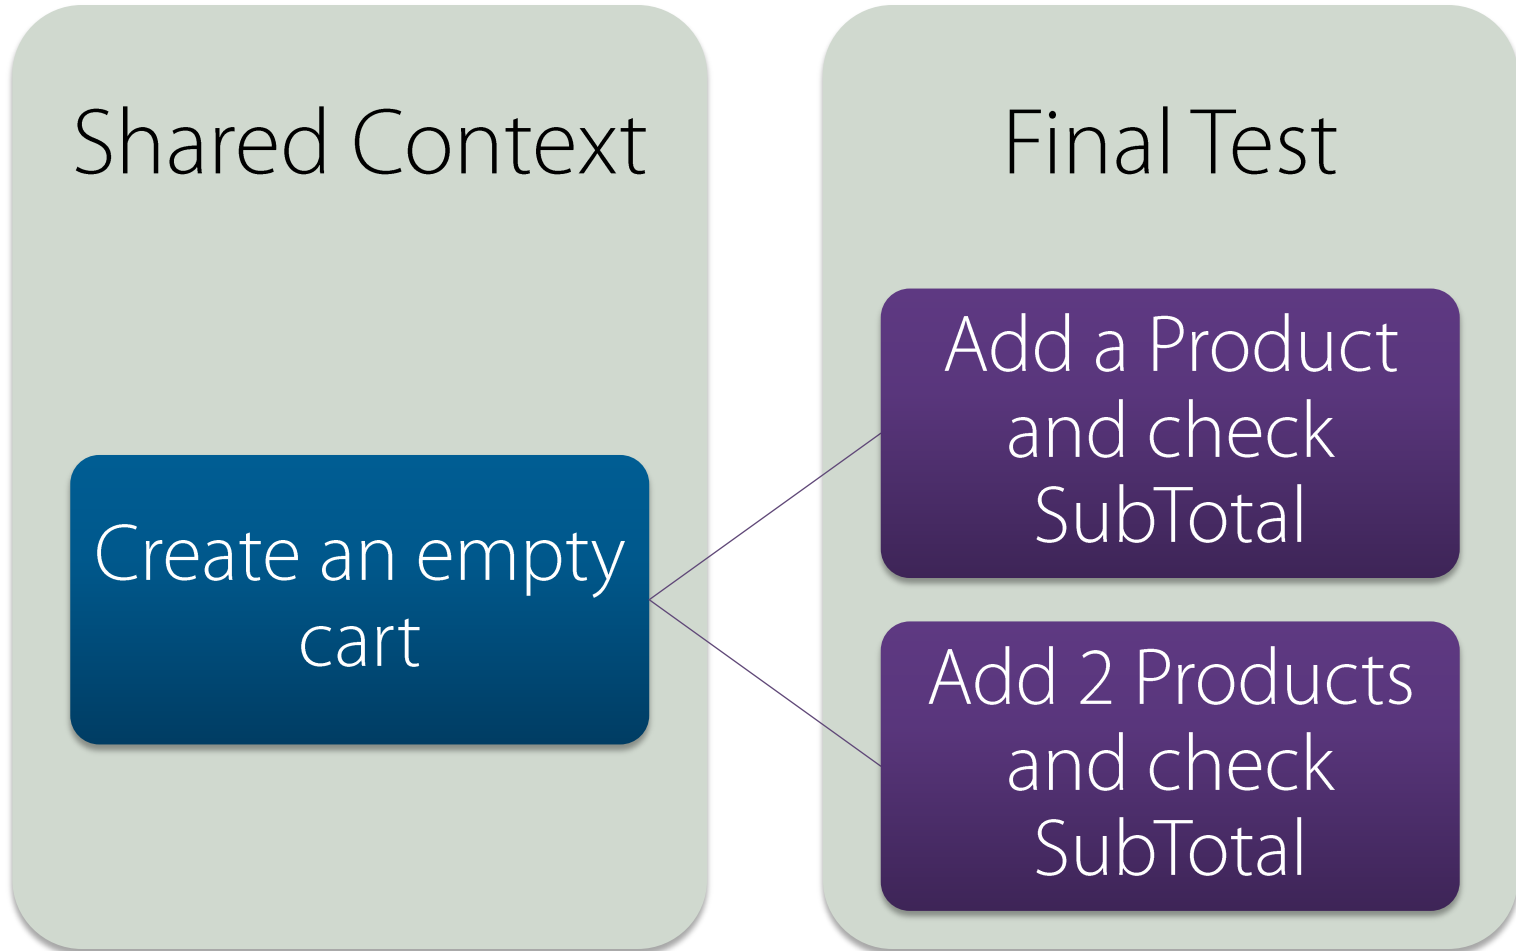 Shared Context
Create an empty
cart
Final Test
Add a Product
and check
SubTotal
Add 2 Products
and check
SubTotal